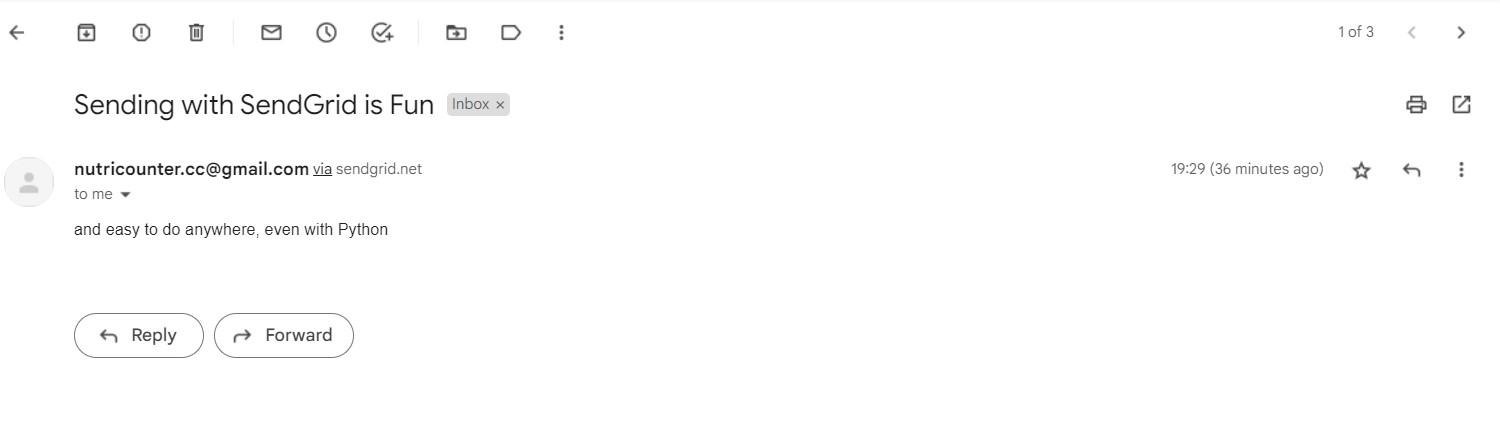 1 of 3
Sending with SendGrid is Fun Inbox ×
nutricounter.cc@gmail.com via sendgrid.net 19:29 (36 minutes ago)
to me
and easy to do anywhere, even with Python
Reply Forward